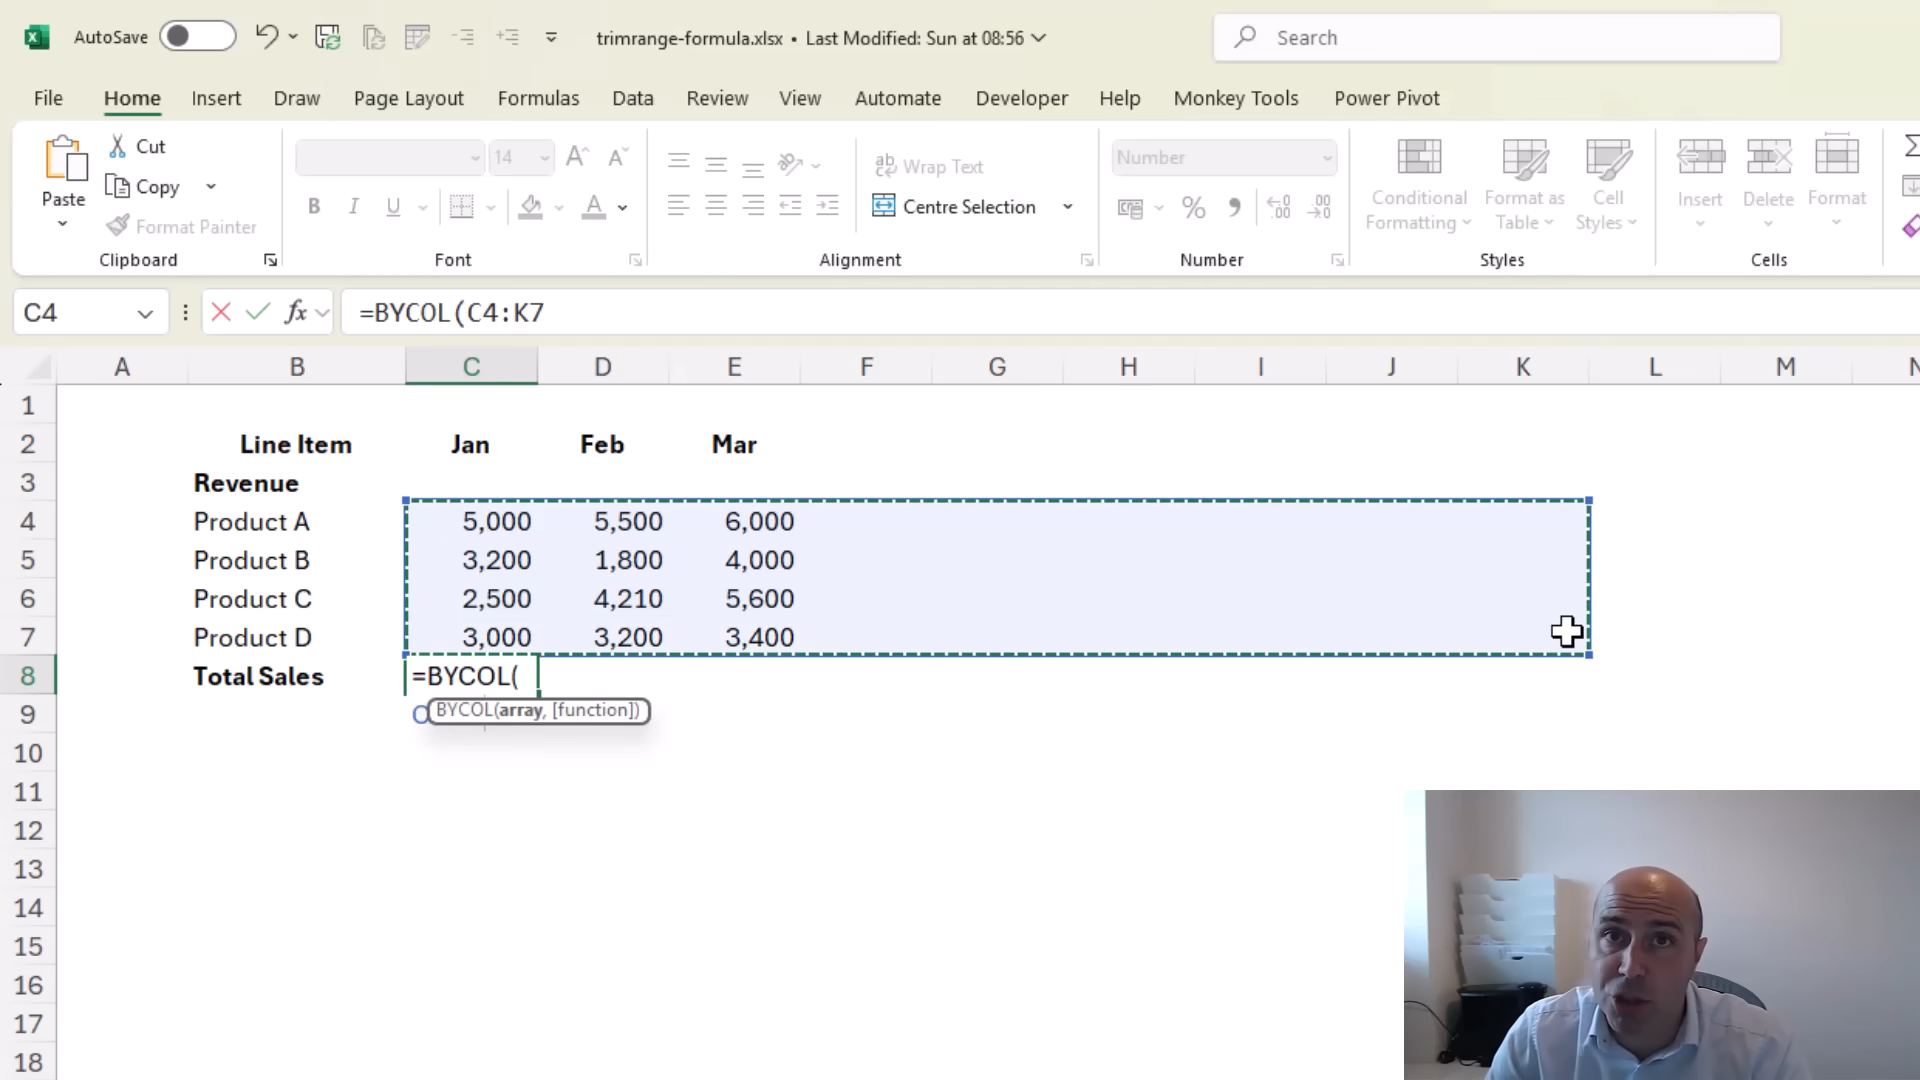 AutoSave trimrange-formula.xlsx • Last Modified: Sun at 08:56 Search
File Home Insert Draw Page Layout Formulas Data Review View Automate Developer Help Monkey Tools Power Pivot
Paste Cut Copy Format Painter
14
B I U A
Wrap Text
Centre Selection
Number
%
Conditional Formatting
Format as Table
Cell Styles
Insert Delete Format
Clipboard Font Alignment Number Styles Cells
C4 fx =BYCOL(C4:K7
A B C D E F G H I J K L M N
1
2 Line Item Jan Feb Mar
3 Revenue
4 Product A 5,000 5,500 6,000
5 Product B 3,200 1,800 4,000
6 Product C 2,500 4,210 5,600
7 Product D 3,000 3,200 3,400
8 Total Sales =BYCOL(
9 BYCOL(array, [function])
10
11
12
13
14
15
16
17
18